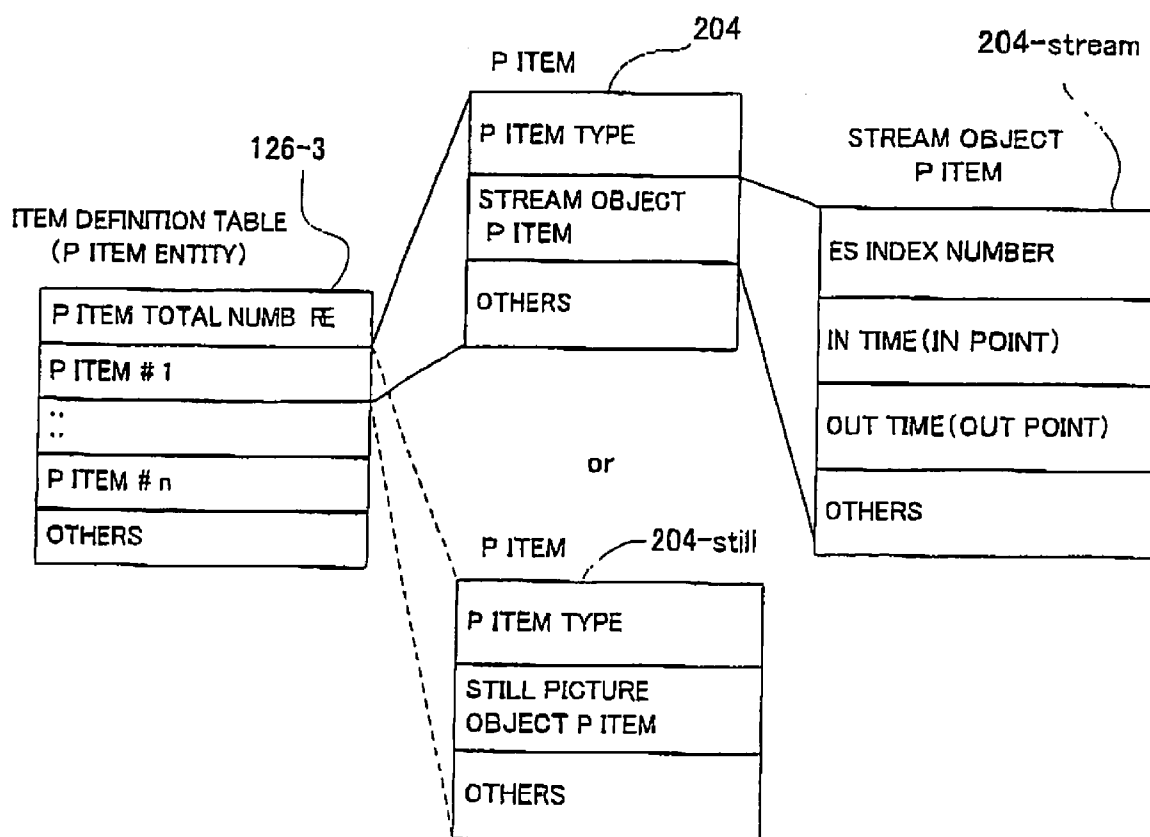 204
P ITEM
P ITEM TYPE
STREAM OBJECT
P ITEM
OTHERS
204-stream
STREAM OBJECT
P ITEM
ES INDEX NUMBER
IN TIME(IN POINT)
OUT TIME(OUT POINT)
OTHERS
126-3
ITEM DEFINITION TABLE
(P ITEM ENTITY)
P ITEM TOTAL NUMB RE
P ITEM # 1
::
P ITEM # n
OTHERS
or
P ITEM
204-still
P ITEM TYPE
STILL PICTURE
OBJECT P ITEM
OTHERS